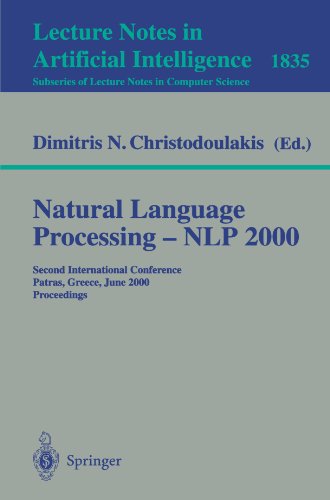 Lecture Notes in
Artificial Intelligence 1835
Subseries of Lecture Notes in Computer Science
Dimitris N. Christodoulakis (Ed.)
Natural Language
Processing – NLP 2000
Second International Conference
Patras, Greece, June 2000
Proceedings
Springer